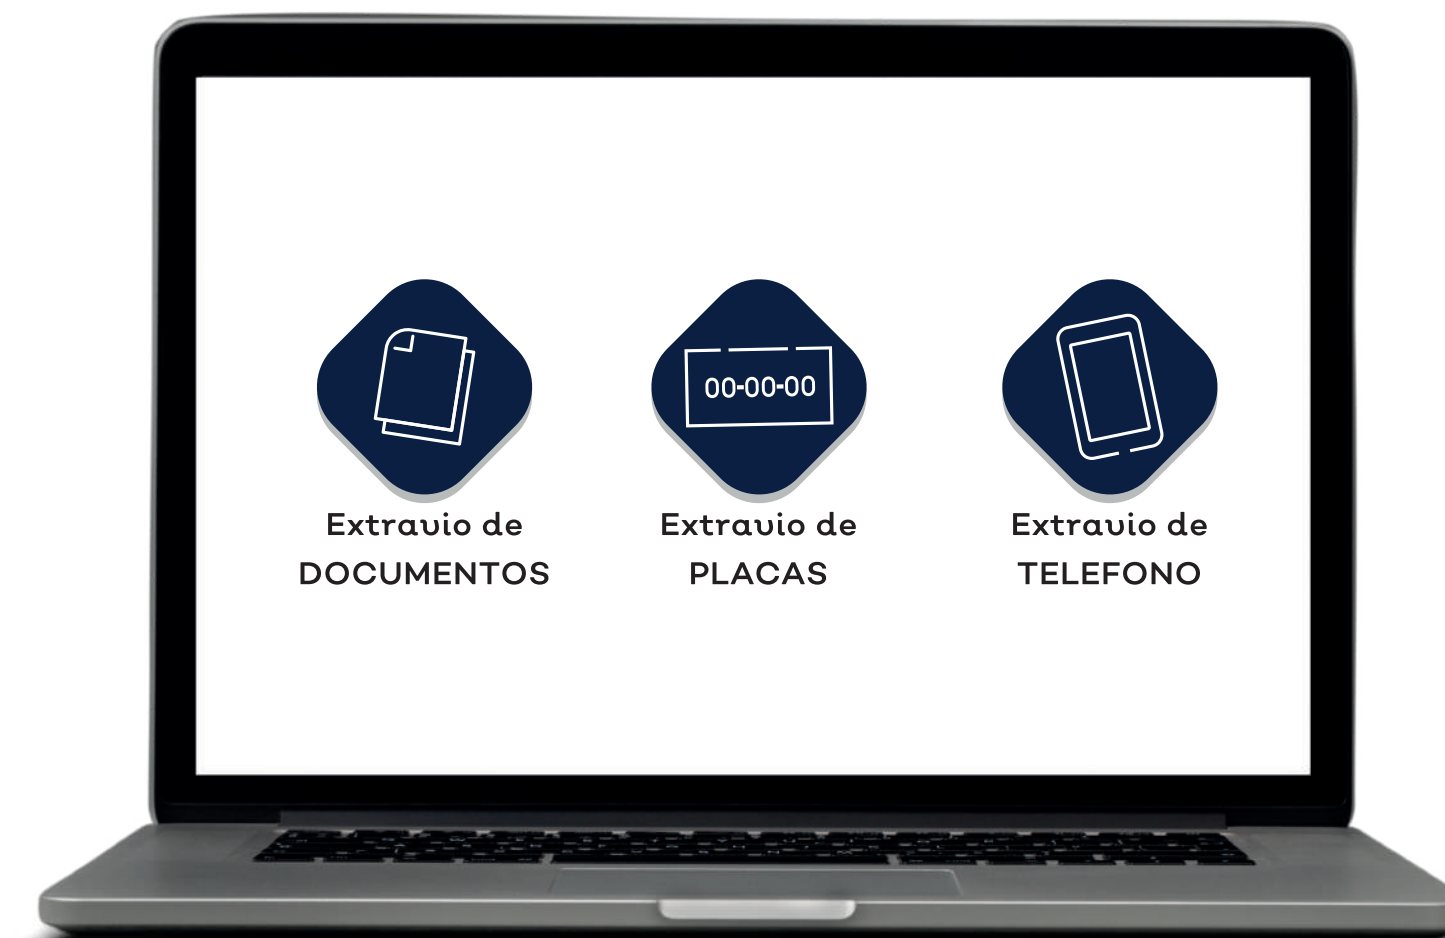 00-00-00
Extravio de
DOCUMENTOS
Extravio de
PLACAS
Extravio de
TELEFONO